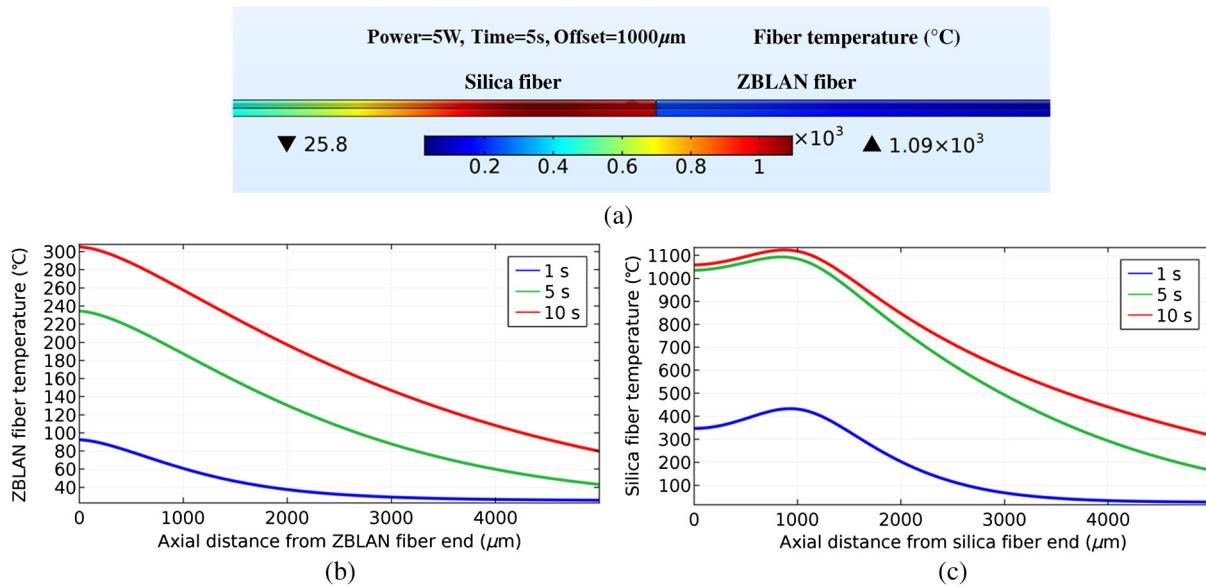 Power=5W, Time=5s, Offset=1000μm Fiber temperature (°C)
Silica fiber ZBLAN fiber
▼ 25.8 ×10³ ▲ 1.09×10³
0.2 0.4 0.6 0.8 1
(a)
ZBLAN fiber temperature (℃)
300
280
260
240
220
200
180
160
140
120
100
80
60
40
1 s
5 s
10 s
0 1000 2000 3000 4000
Axial distance from ZBLAN fiber end (μm)
(b)
Silica fiber temperature (℃)
1100
1000
900
800
700
600
500
400
300
200
100
1 s
5 s
10 s
0 1000 2000 3000 4000
Axial distance from silica fiber end (μm)
(c)